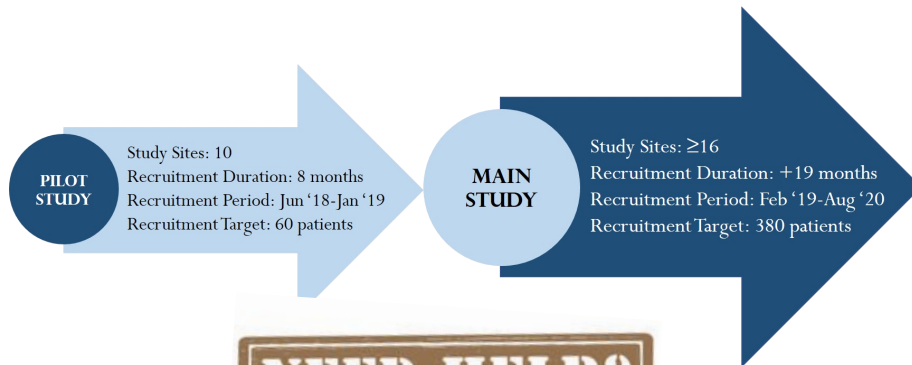 PILOT
STUDY
Study Sites: 10
Recruitment Duration: 8 months
Recruitment Period: Jun ‘18-Jan ‘19
Recruitment Target: 60 patients
MAIN
STUDY
Study Sites: ≥16
Recruitment Duration: +19 months
Recruitment Period: Feb ‘19-Aug ‘20
Recruitment Target: 380 patients
NEED HELP?